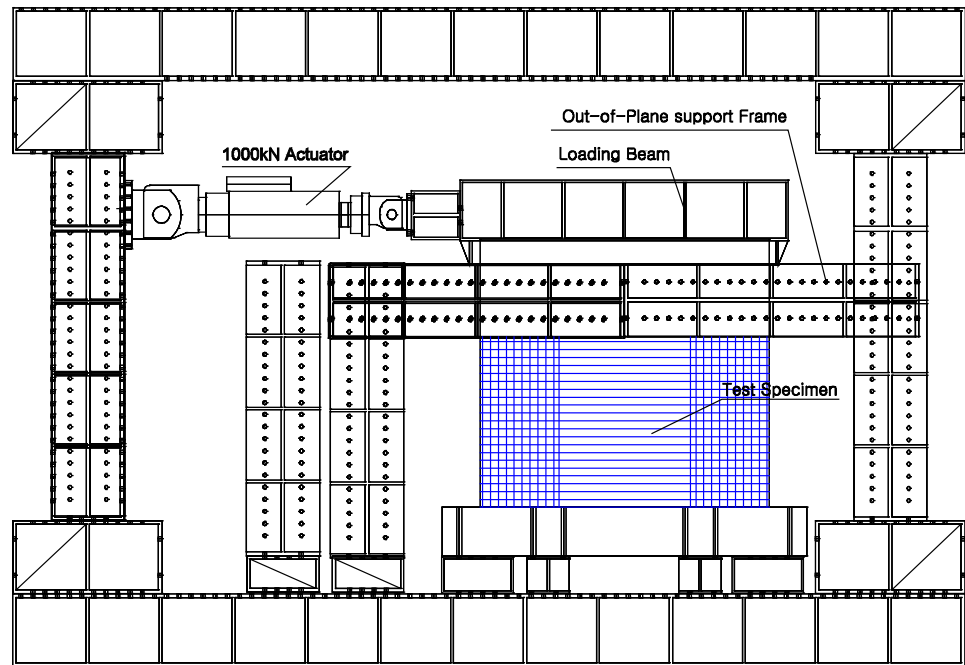 Out-of-Plane support Frame
1000kN Actuator
Loading Beam
Test Specimen